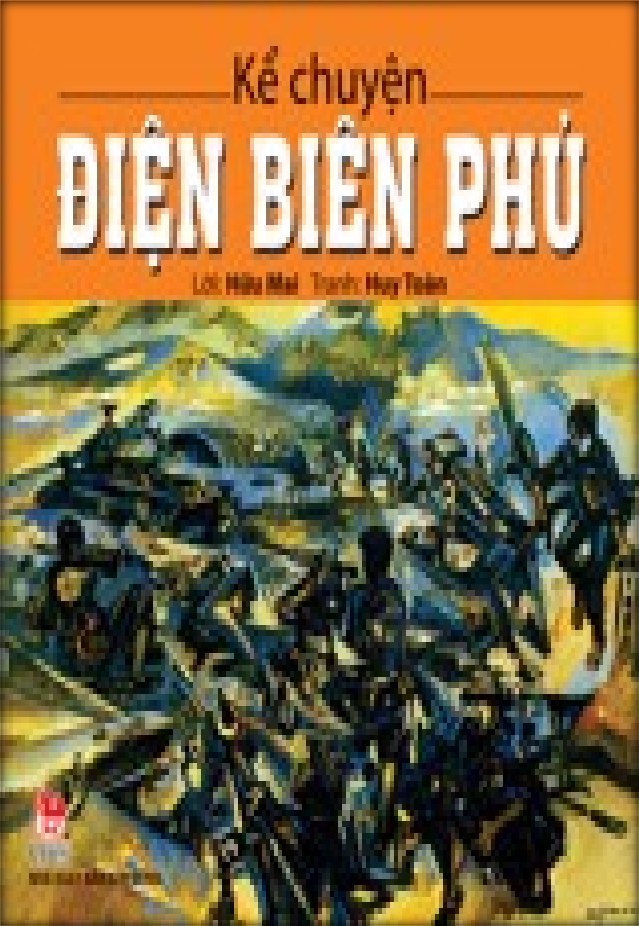 Kể chuyện
ĐIỆN BIÊN PHỦ
Lời: Hữu Mai Tranh: Huy Toàn